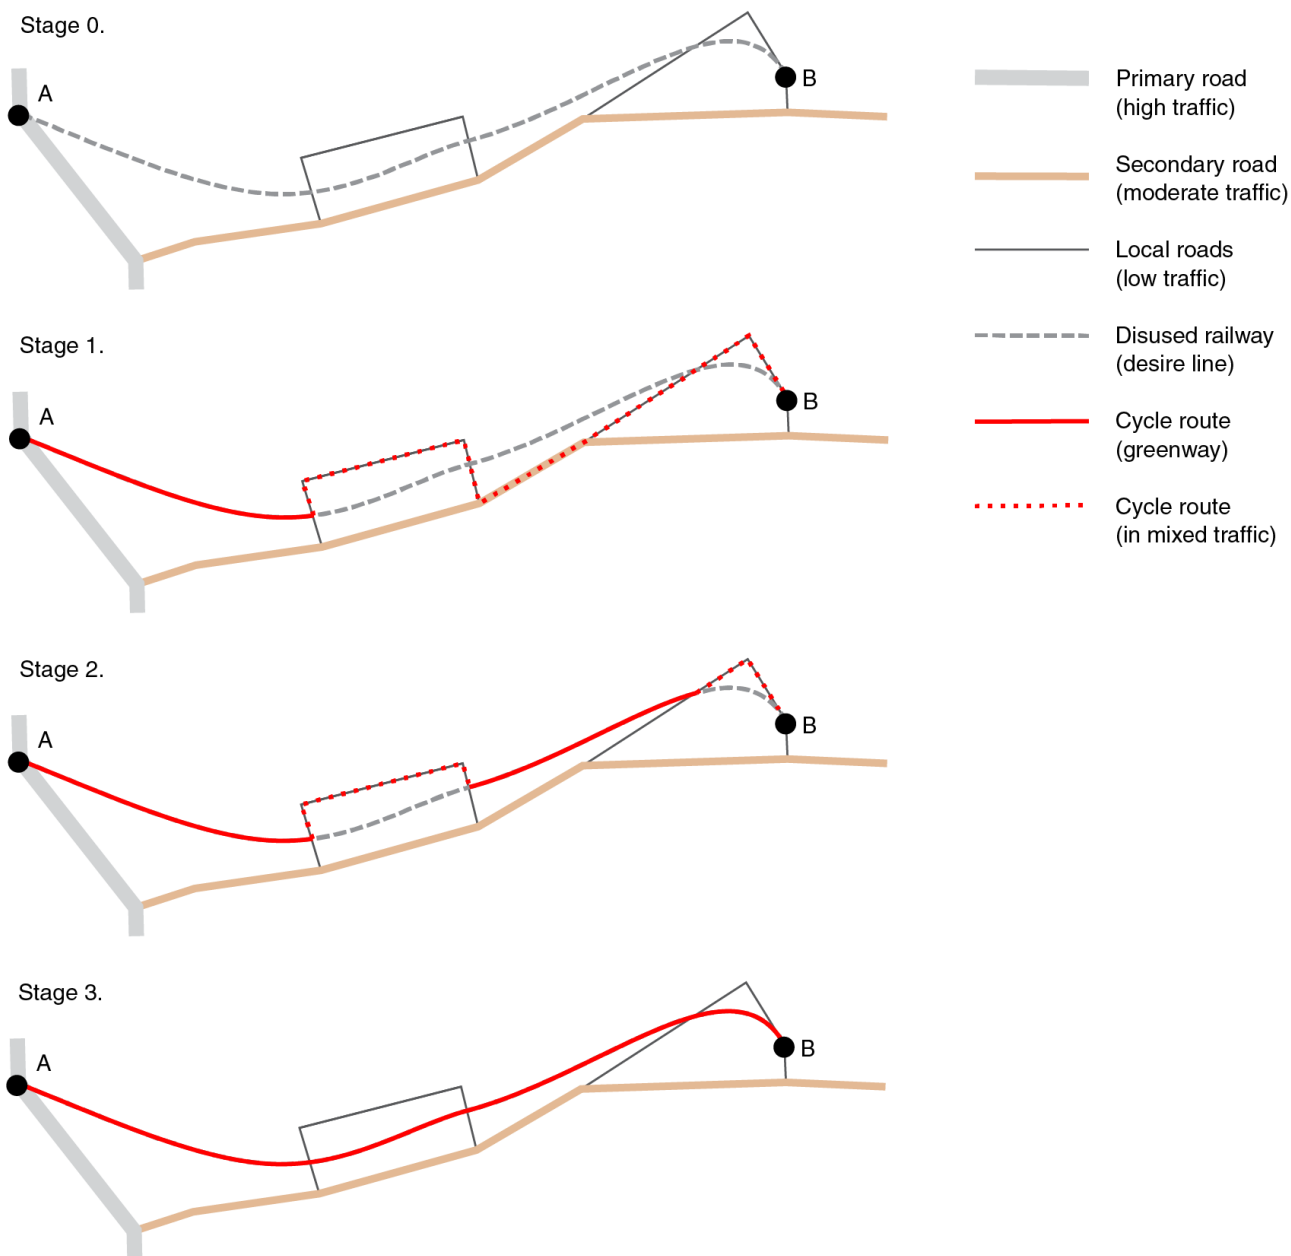 Stage 0.
A
B
Primary road
(high traffic)
Secondary road
(moderate traffic)
Local roads
(low traffic)
Disused railway
(desire line)
Cycle route
(greenway)
Cycle route
(in mixed traffic)
Stage 1.
A
B
Stage 2.
A
B
Stage 3.
A
B